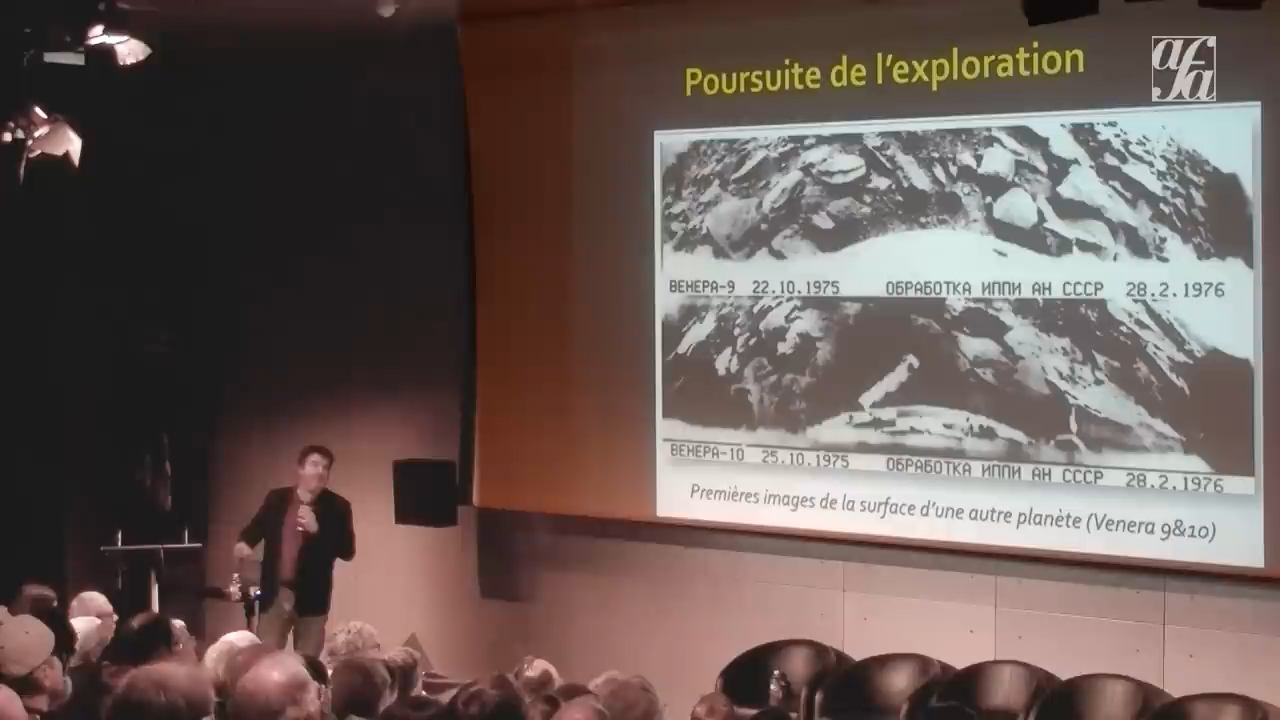 Poursuite de l'exploration
afa
ВЕНЕРА-9 22.10.1975 ОБРАБОТКА ИППИ АН СССР 28.2.1976
ВЕНЕРА-10 25.10.1975 ОБРАБОТКА ИППИ АН СССР 28.2.1976
Premières images de la surface d'une autre planète (Venera 9&10)